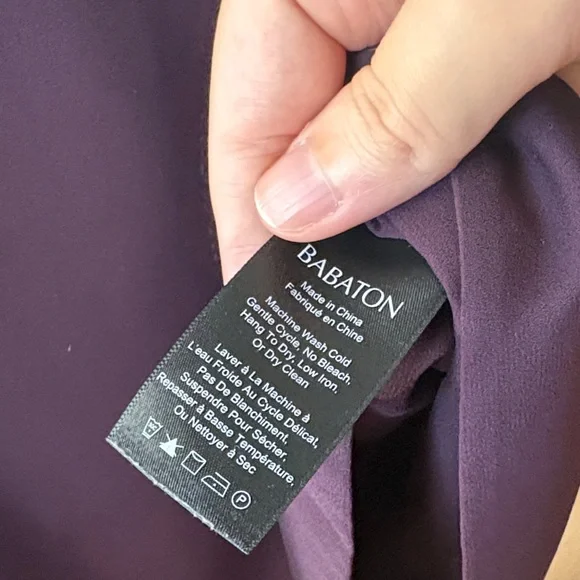 BABATON
Made in China
Fabriqué en Chine
Machine Wash Cold
Gentle Cycle, No Bleach.
Hang To Dry, Low Iron,
Or Dry Clean
Laver à La Machine à
L'eau Froide Au Cycle Délical,
Pas De Blanchiment,
Suspendre Pour Sécher,
Repasser à Basse Température,
Ou Nettoyer à Sec
P